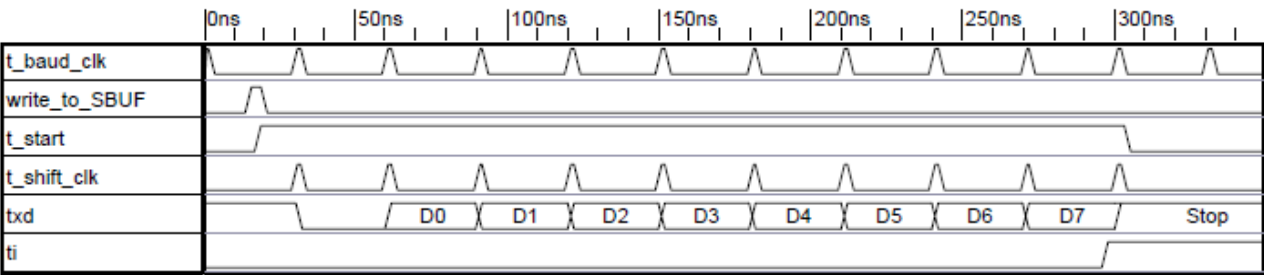 0ns 50ns 100ns 150ns 200ns 250ns 300ns
t_baud_clk
write_to_SBUF
t_start
t_shift_clk
txd D0 D1 D2 D3 D4 D5 D6 D7 Stop
ti